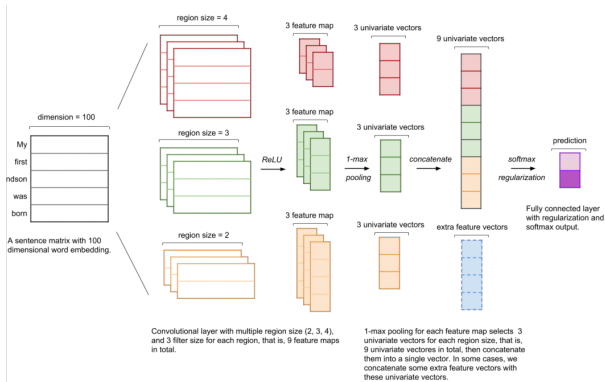 region size = 4
3 feature map
3 univariate vectors
9 univariate vectors
dimension = 100
My
first
ndson
was
born
A sentence matrix with 100
dimensional word embedding.
region size = 3
3 feature map
3 univariate vectors
ReLU
1-max
pooling
concatenate
softmax
regularization
prediction
Fully connected layer
with regularization and
softmax output.
region size = 2
3 feature map
3 univariate vectors
extra feature vectors
Convolutional layer with multiple region size (2, 3, 4),
and 3 filter size for each region, that is, 9 feature maps
in total.
1-max pooling for each feature map selects 3
univariate vectors for each region size, that is,
9 univariate vectores in total, then concatenate
them into a single vector. In some cases, we
concatenate some extra feature vectors with
these univariate vectors.